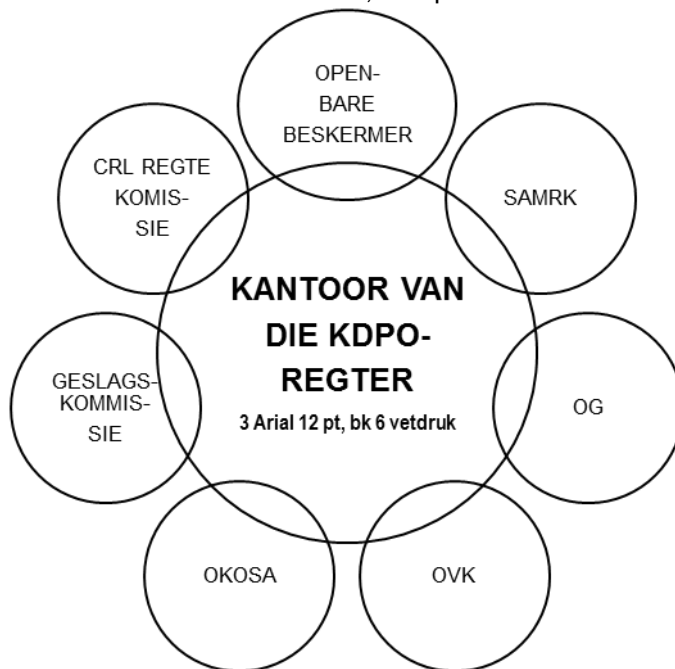 OPEN-
BARE
BESKERMER
CRL REGTE
KOMIS-
SIE
SAMRK
KANTOOR VAN
DIE KDPO-
REGTER
3 Arial 12 pt, bk 6 vetdruk
GESLAGS-
KOMMIS-
SIE
OG
OKOSA
OVK